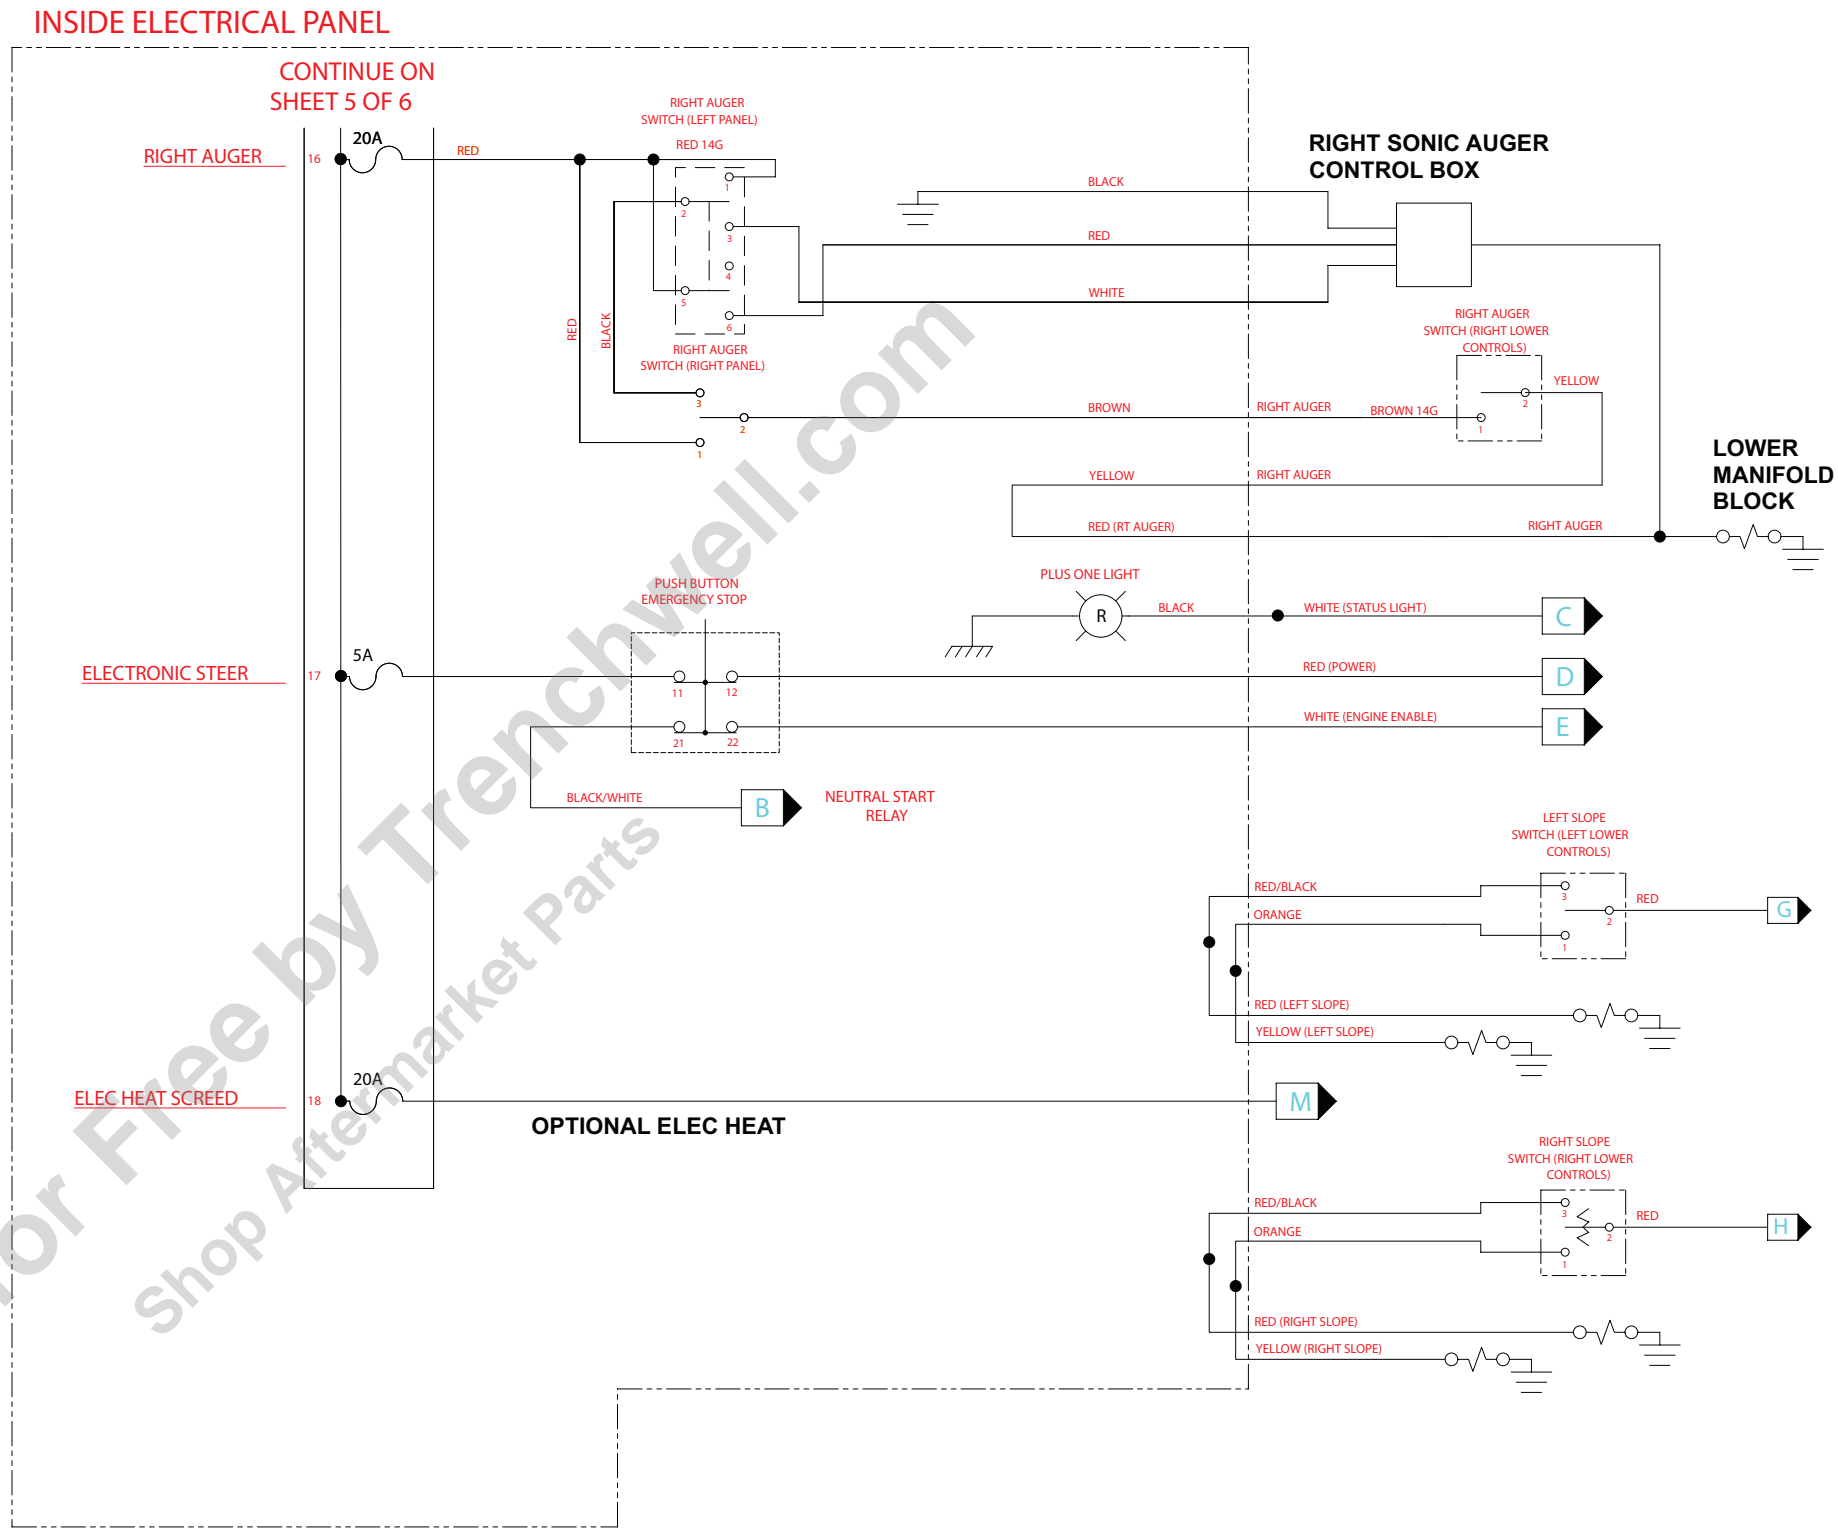 INSIDE ELECTRICAL PANEL
CONTINUE ON
SHEET 5 OF 6
RIGHT AUGER
16
20A
RED
RIGHT AUGER
SWITCH (LEFT PANEL)
RED 14G
1
2
3
4
5
6
RED
BLACK
RIGHT AUGER
SWITCH (RIGHT PANEL)
3
2
1
BLACK
RED
WHITE
RIGHT SONIC AUGER
CONTROL BOX
RIGHT AUGER
SWITCH (RIGHT LOWER
CONTROLS)
YELLOW
2
1
BROWN
RIGHT AUGER
BROWN 14G
YELLOW
RIGHT AUGER
RED (RT AUGER)
RIGHT AUGER
LOWER
MANIFOLD
BLOCK
PLUS ONE LIGHT
R
BLACK
WHITE (STATUS LIGHT)
C
PUSH BUTTON
EMERGENCY STOP
ELECTRONIC STEER
17
5A
11
12
RED (POWER)
D
21
22
WHITE (ENGINE ENABLE)
E
BLACK/WHITE
B
NEUTRAL START
RELAY
LEFT SLOPE
SWITCH (LEFT LOWER
CONTROLS)
RED/BLACK
ORANGE
3
2
1
RED
G
RED (LEFT SLOPE)
YELLOW (LEFT SLOPE)
ELEC HEAT SCREED
18
20A
OPTIONAL ELEC HEAT
M
RIGHT SLOPE
SWITCH (RIGHT LOWER
CONTROLS)
RED/BLACK
ORANGE
3
2
1
RED
H
RED (RIGHT SLOPE)
YELLOW (RIGHT SLOPE)
or Free by Trenchwell.com
Shop Aftermarket Parts